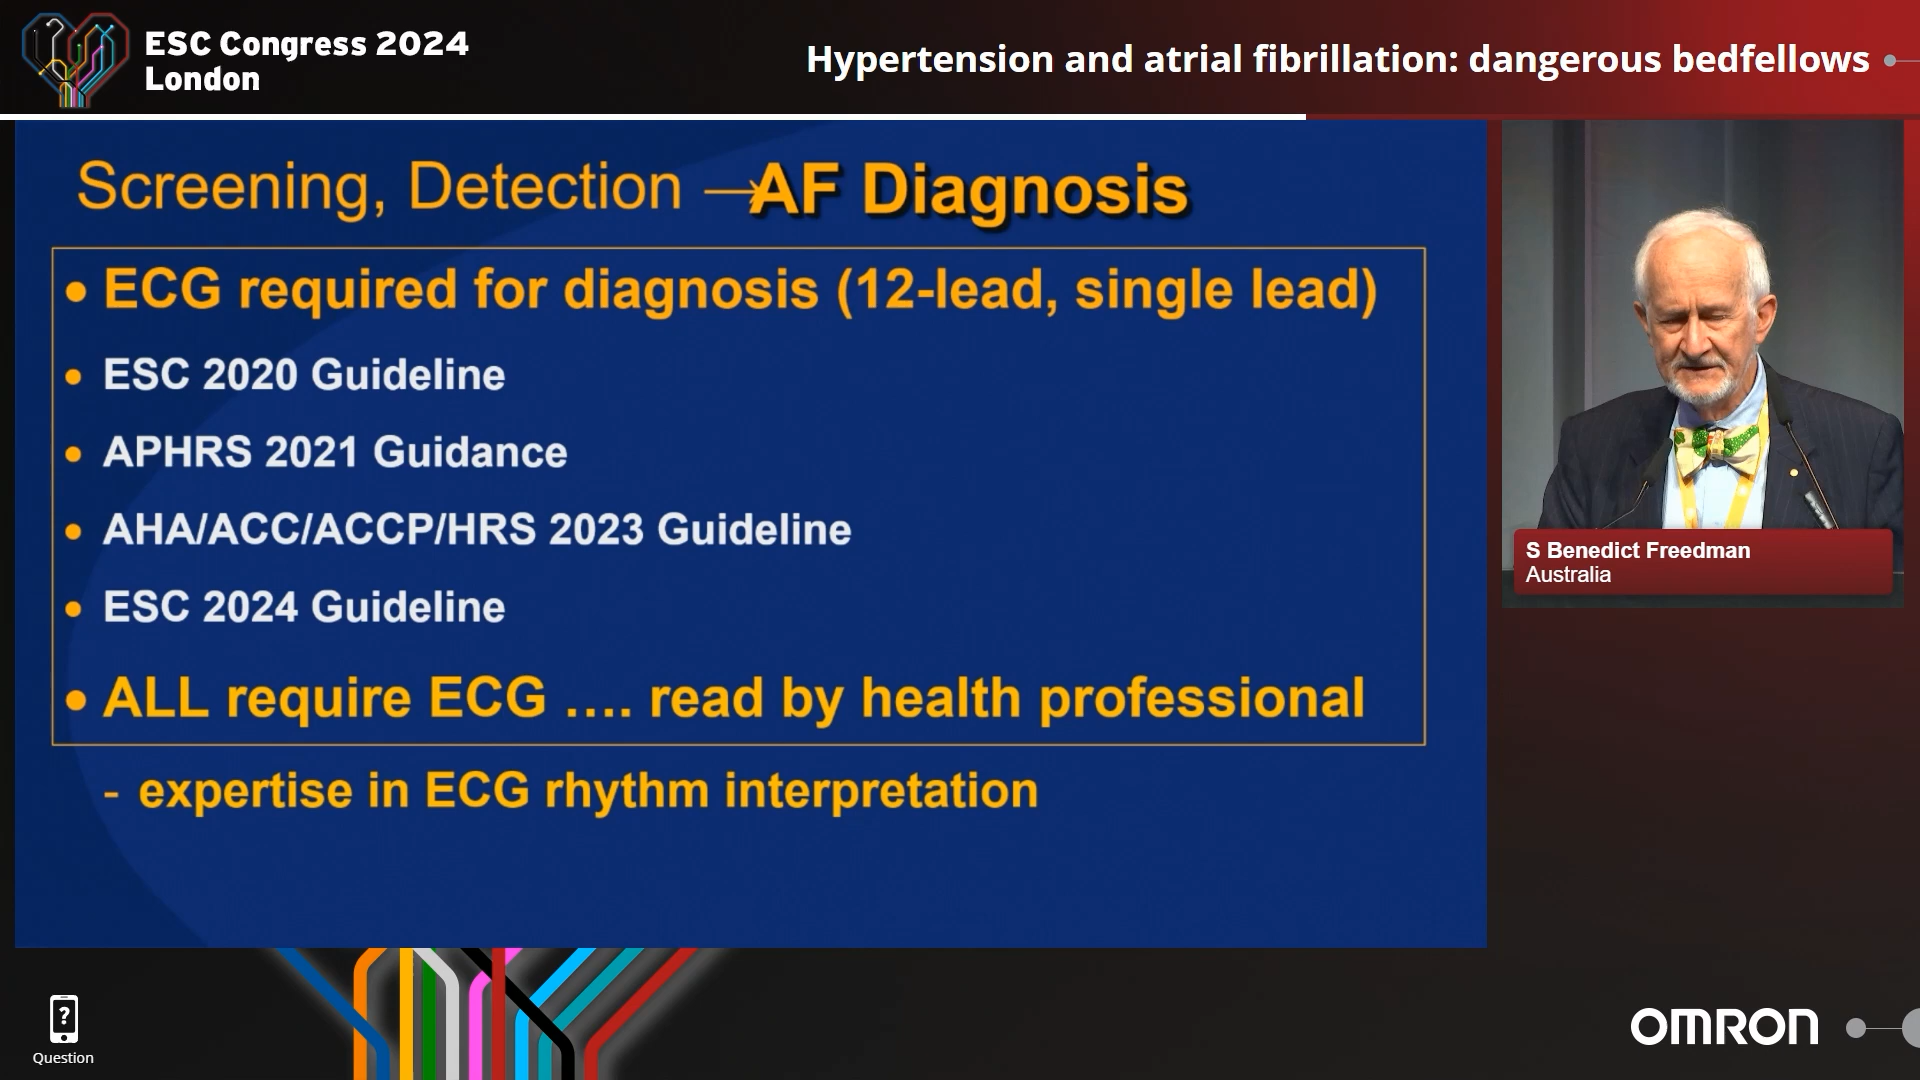 ESC Congress 2024
London
Hypertension and atrial fibrillation: dangerous bedfellows
Screening, Detection →AF Diagnosis
• ECG required for diagnosis (12-lead, single lead)
• ESC 2020 Guideline
• APHRS 2021 Guidance
• AHA/ACC/ACCP/HRS 2023 Guideline
• ESC 2024 Guideline
• ALL require ECG .... read by health professional
- expertise in ECG rhythm interpretation
S Benedict Freedman
Australia
?
Question
OMRON